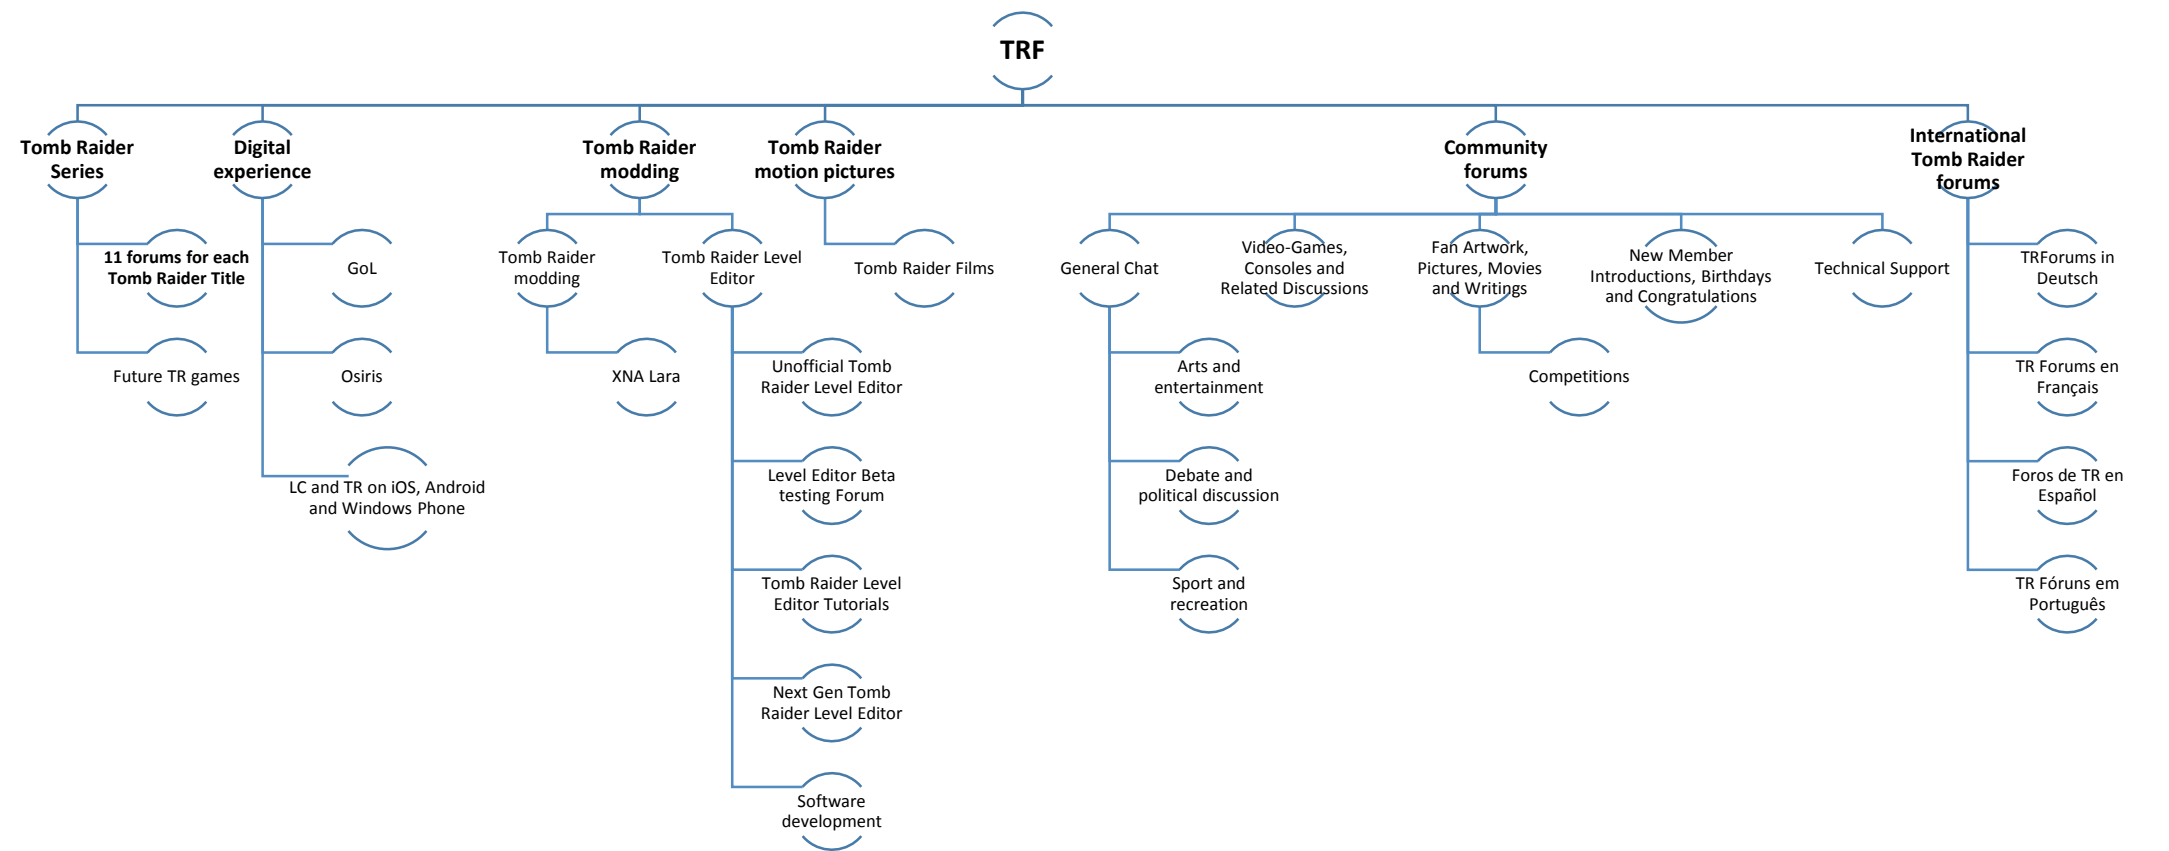 TRF
Tomb Raider
Series
Digital
experience
Tomb Raider
modding
Tomb Raider
motion pictures
Community
forums
International
Tomb Raider
forums
11 forums for each
Tomb Raider Title
Future TR games
GoL
Osiris
LC and TR on iOS, Android
and Windows Phone
Tomb Raider
modding
XNA Lara
Tomb Raider Level
Editor
Unofficial Tomb
Raider Level Editor
Level Editor Beta
testing Forum
Tomb Raider Level
Editor Tutorials
Next Gen Tomb
Raider Level Editor
Software
development
Tomb Raider Films
General Chat
Arts and
entertainment
Debate and
political discussion
Sport and
recreation
Video-Games,
Consoles and
Related Discussions
Fan Artwork,
Pictures, Movies
and Writings
Competitions
New Member
Introductions, Birthdays
and Congratulations
Technical Support
TRForums in
Deutsch
TR Forums en
Français
Foros de TR en
Español
TR Fóruns em
Português